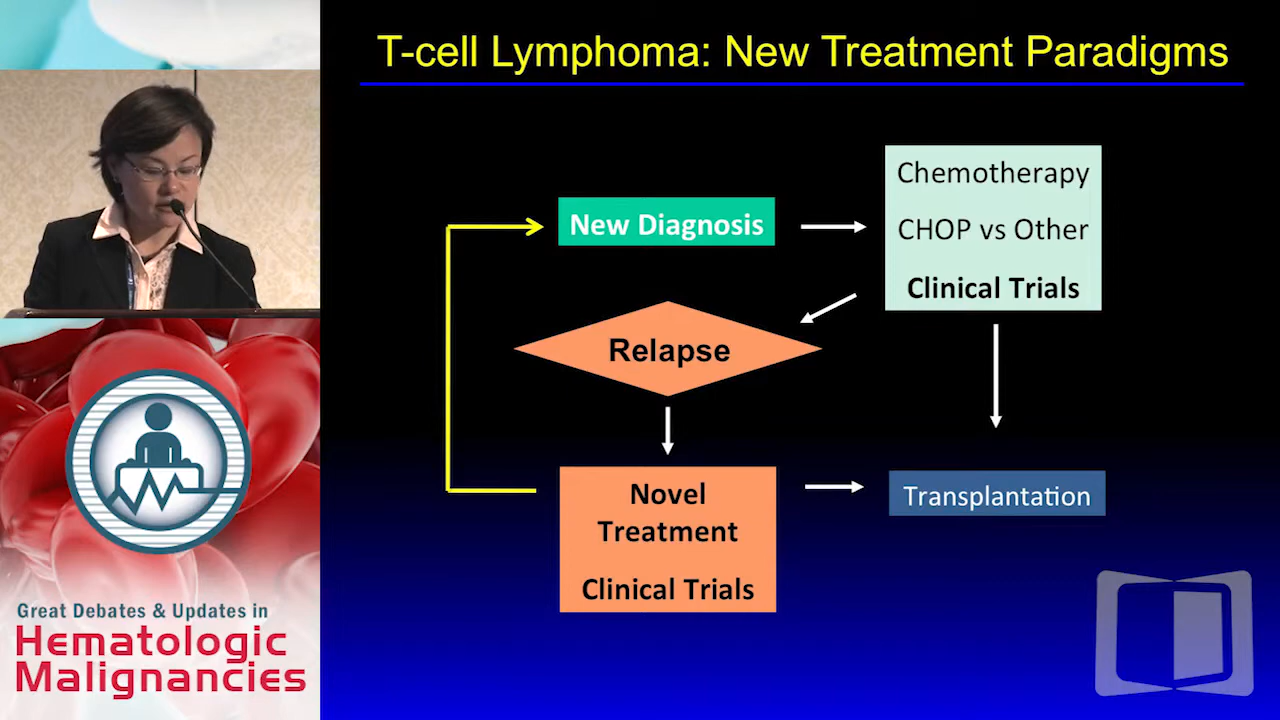 T-cell Lymphoma: New Treatment Paradigms
New Diagnosis
Chemotherapy
CHOP vs Other
Clinical Trials
Relapse
Novel
Treatment
Clinical Trials
Transplantation
Great Debates & Updates in
Hematologic
Malignancies